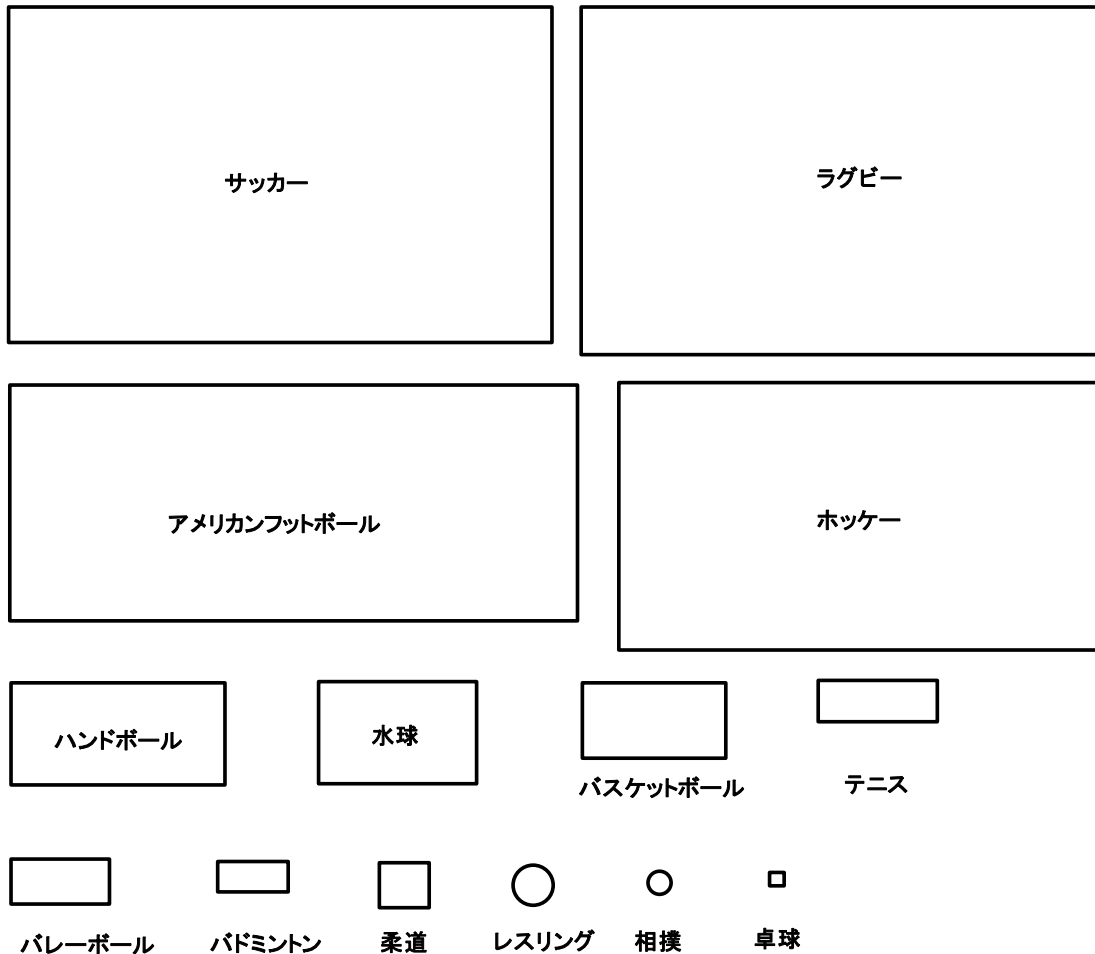 サッカー
ラグビー
アメリカンフットボール
ホッケー
ハンドボール
水球
バスケットボール
テニス
バレーボール
バドミントン
柔道
レスリング
相撲
卓球